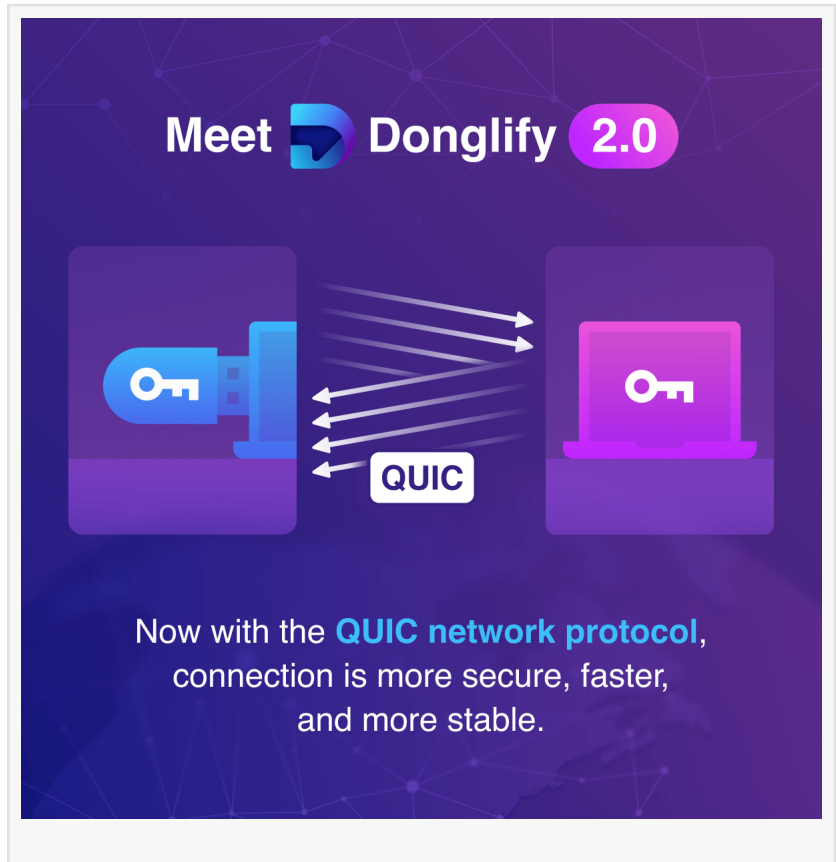 Meet Donglify 2.0
QUIC
Now with the QUIC network protocol,
connection is more secure, faster,
and more stable.